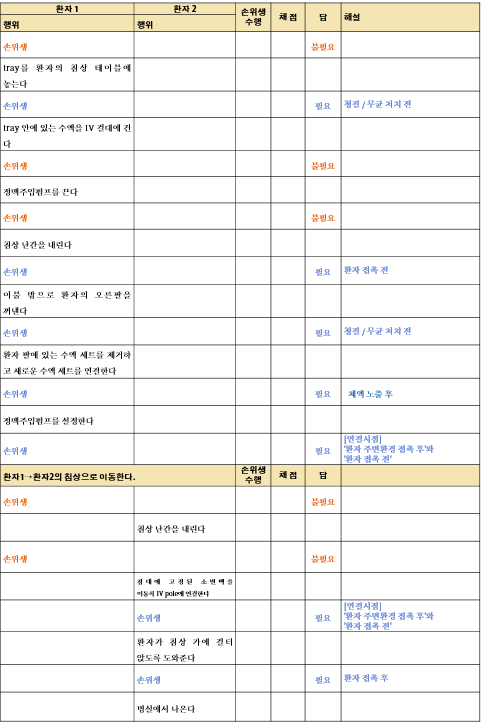 환자 1 환자 2 손위생 수행 채 점 답 해설
행위 행위
손위생 불필요
tray를 환자의 침상 테이블에
놓는다
손위생 필요 청결 / 무균 처치 전
tray 안에 있는 수액을 IV 걸대에 건
다
손위생 불필요
정맥주입펌프를 끈다
손위생 불필요
침상 난간을 내린다
손위생 필요 환자 접촉 전
이불 밖으로 환자의 오른팔을
꺼낸다
손위생 필요 청결 / 무균 처치 전
환자 팔에 있는 수액 세트를 제거하
고 새로운 수액 세트를 연결한다
손위생 필요 체액 노출 후
정맥주입펌프를 설정한다
손위생 필요 [연결시점]
'환자 주변환경 접촉 후'와
'환자 접촉 전'
환자1→환자2의 침상으로 이동한다. 손위생 수행 채 점 답
손위생 불필요
침상 난간을 내린다
손위생 불필요
침대에 고정된 소변백을
이동식 IV pole에 연결한다
손위생 필요 [연결시점]
'환자 주변환경 접촉 후'와
'환자 접촉 전'
환자가 침상 가에 걸터
앉도록 도와준다
손위생 필요 환자 접촉 후
병실에서 나온다